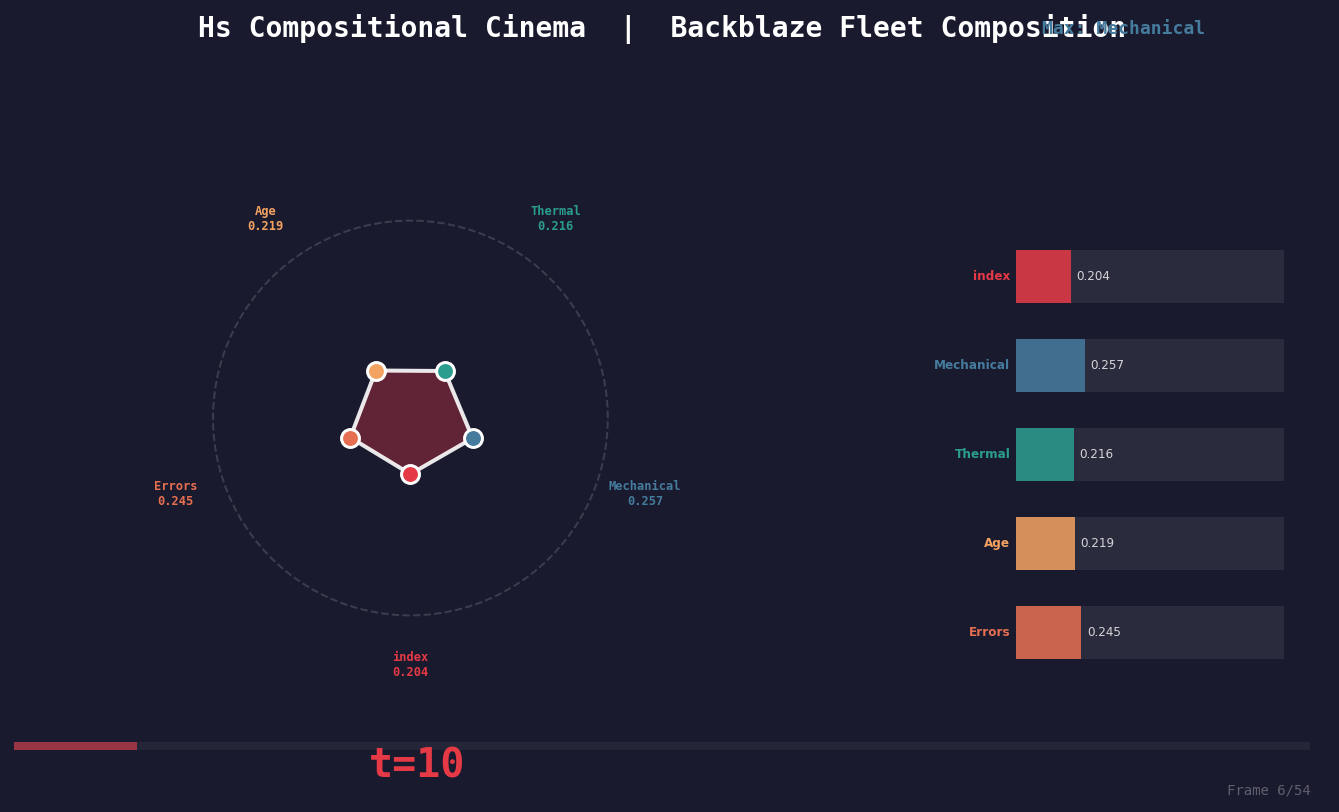 Hs Compositional Cinema | Backblaze Fleet Composition
Max: Mechanical
Age
0.219
Thermal
0.216
Errors
0.245
Mechanical
0.257
index
0.204
index 0.204
Mechanical 0.257
Thermal 0.216
Age 0.219
Errors 0.245
t=10
Frame 6/54